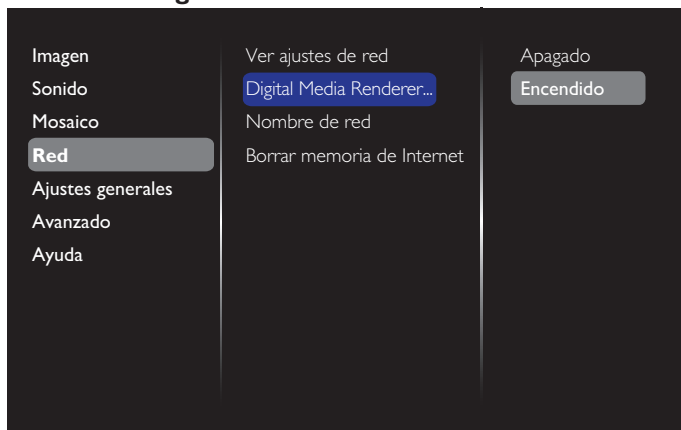 Imagen
Sonido
Mosaico
Red
Ajustes generales
Avanzado
Ayuda
Ver ajustes de red
Digital Media Renderer...
Nombre de red
Borrar memoria de Internet
Apagado
Encendido